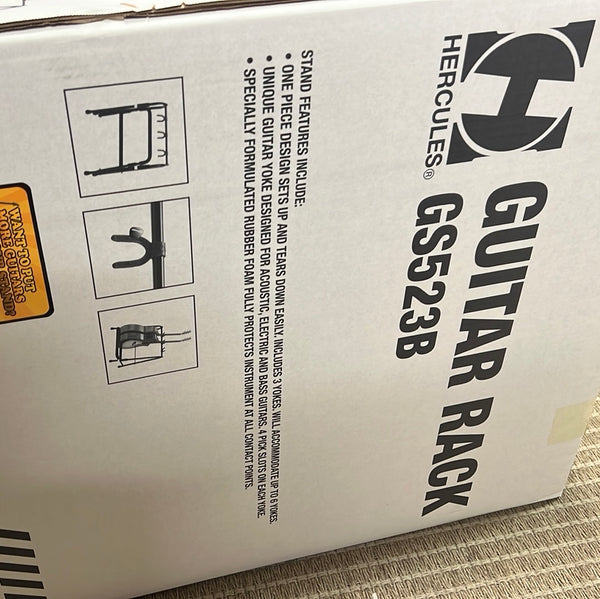 HERCULES®
GUITAR RACK
GS523B
STAND FEATURES INCLUDE:
• ONE PIECE DESIGN SETS UP AND TEARS DOWN EASILY. INCLUDES 3 YOKES. WILL ACCOMMODATE UP TO 6 YOKES.
• UNIQUE GUITAR YOKE DESIGNED FOR ACOUSTIC, ELECTRIC AND BASS GUITARS. 4 PICK SLOTS ON EACH YOKE.
• SPECIALLY FORMULATED RUBBER FOAM FULLY PROTECTS INSTRUMENT AT ALL CONTACT POINTS.
WANT TO PUT
MORE GUITARS
STAND?